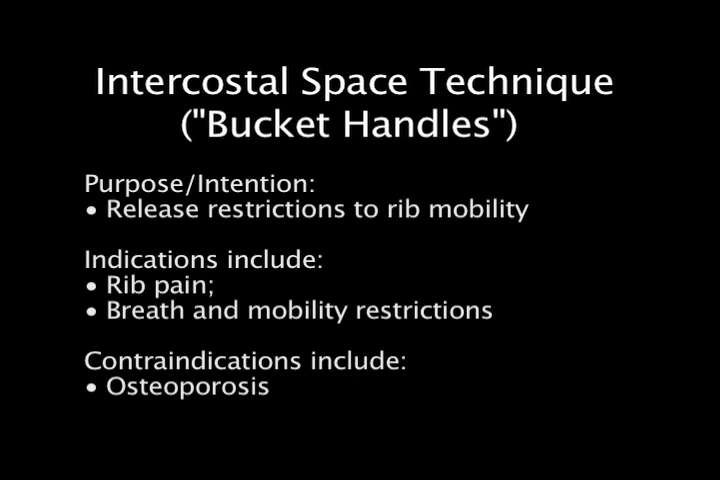 Intercostal Space Technique
("Bucket Handles")
Purpose/Intention:
• Release restrictions to rib mobility
Indications include:
• Rib pain;
• Breath and mobility restrictions
Contraindications include:
• Osteoporosis